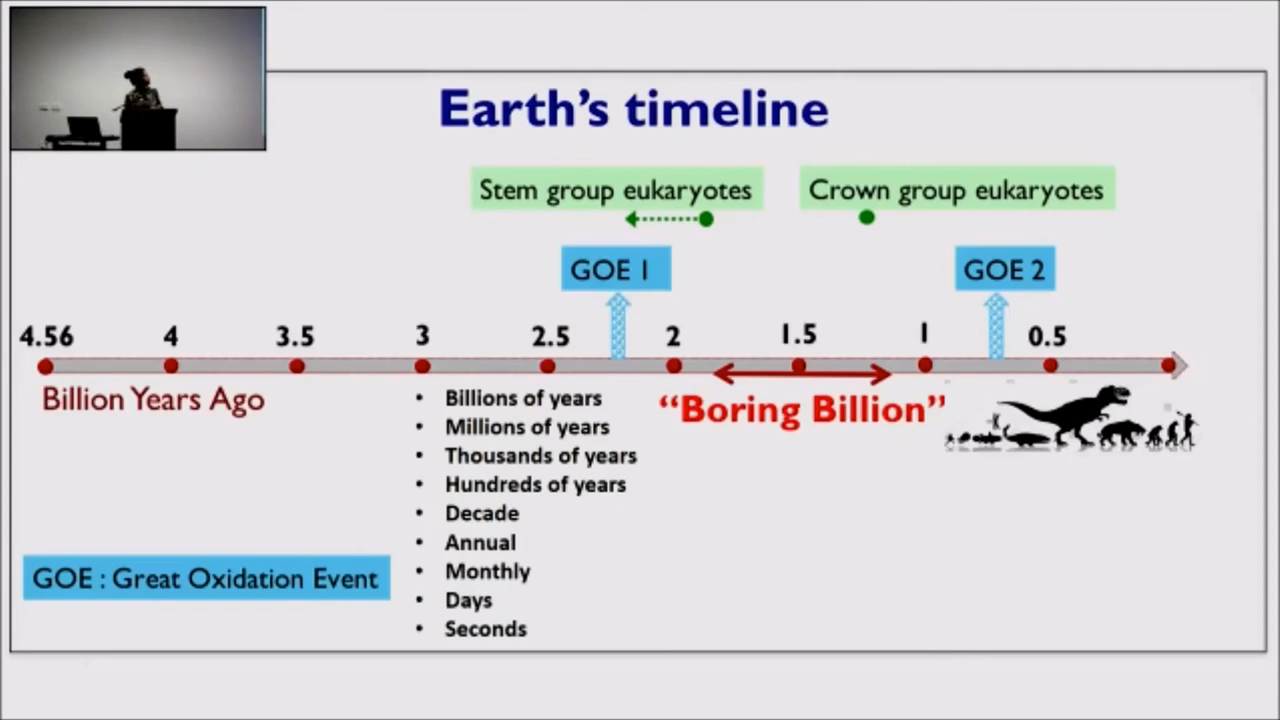 Earth's timeline
Stem group eukaryotes
Crown group eukaryotes
GOE 1
GOE 2
4.56 4 3.5 3 2.5 2 1.5 1 0.5
Billion Years Ago
"Boring Billion"
• Billions of years
• Millions of years
• Thousands of years
• Hundreds of years
• Decade
• Annual
• Monthly
• Days
• Seconds
GOE : Great Oxidation Event